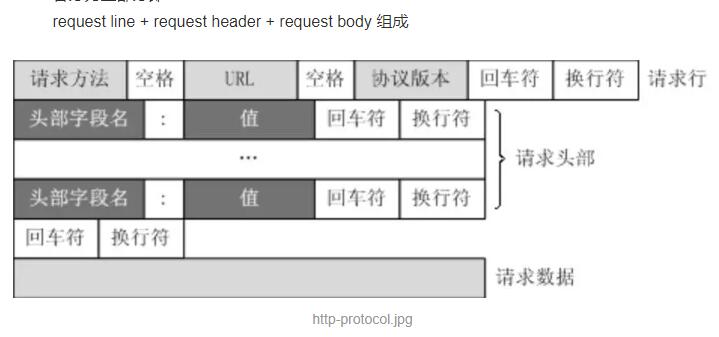 request line + request header + request body 组成
请求方法 空格 URL 空格 协议版本 回车符 换行符 请求行
头部字段名 : 值 回车符 换行符
... 请求头部
头部字段名 : 值 回车符 换行符
回车符 换行符
请求数据
http-protocol.jpg